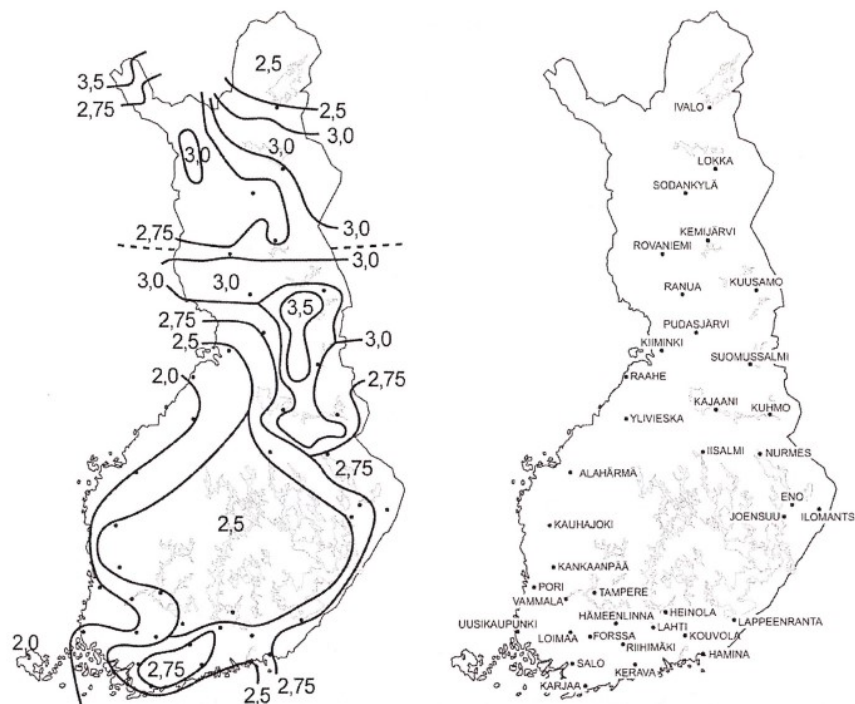 2,5
3,5
2,75
2,5
3,0
3,0
3,0
2,75
3,0
3,0
3,0
3,0
3,5
2,75
3,0
2,5
2,0
2,75
2,75
2,5
2,0
2,75
2,5
2,75
IVALO
LOKKA
SODANKYLÄ
KEMIJÄRVI
ROVANIEMI
RANUA
KUUSAMO
PUDASJÄRVI
KIIMINKI
SUOMUSSALMI
RAAHE
KAJAANI
KUHMO
YLIVIESKA
IISALMI
NURMES
ALAHÄRMÄ
ENO
JOENSUU
ILOMANTS
KAUHAJOKI
KANKAANPÄÄ
PORI
TAMPERE
VAMMALA
HÄMEENLINNA
HEINOLA
LAPPEENRANTA
UUSIKAUPUNKI
LOIMAA
FORSSA
LAHTI
KOUVOLA
RIIHIMÄKI
HAMINA
SALO
KERAVA
KARJAA